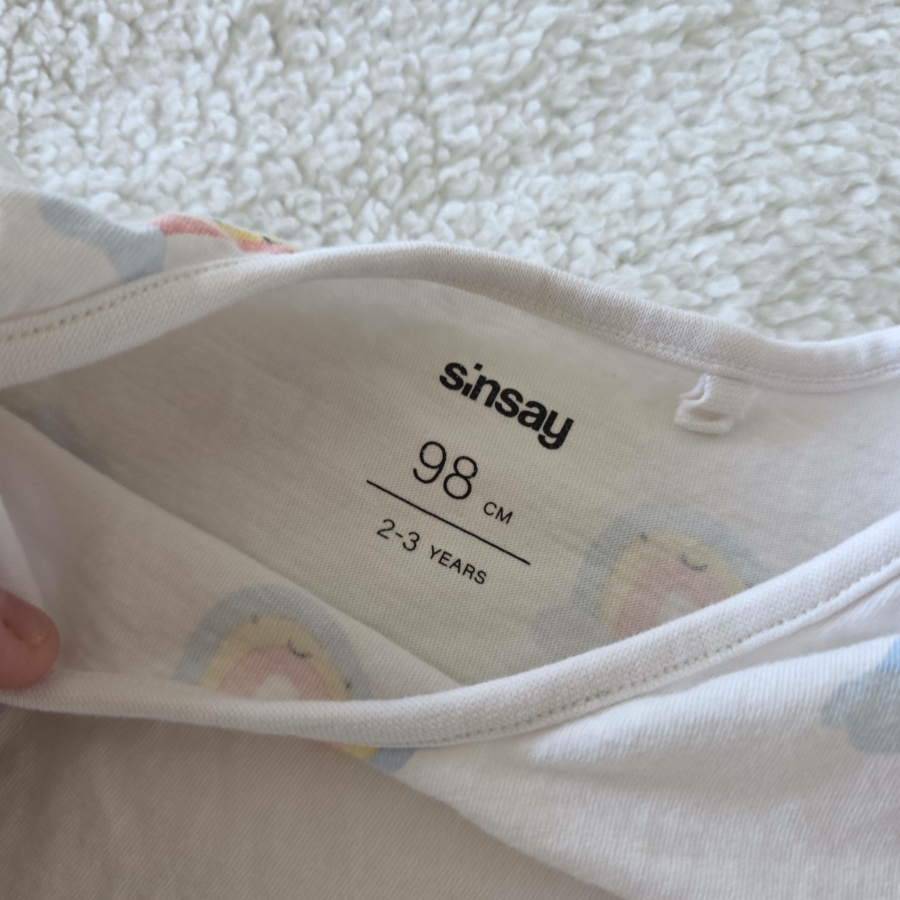 sinsay
98 CM
2-3 YEARS